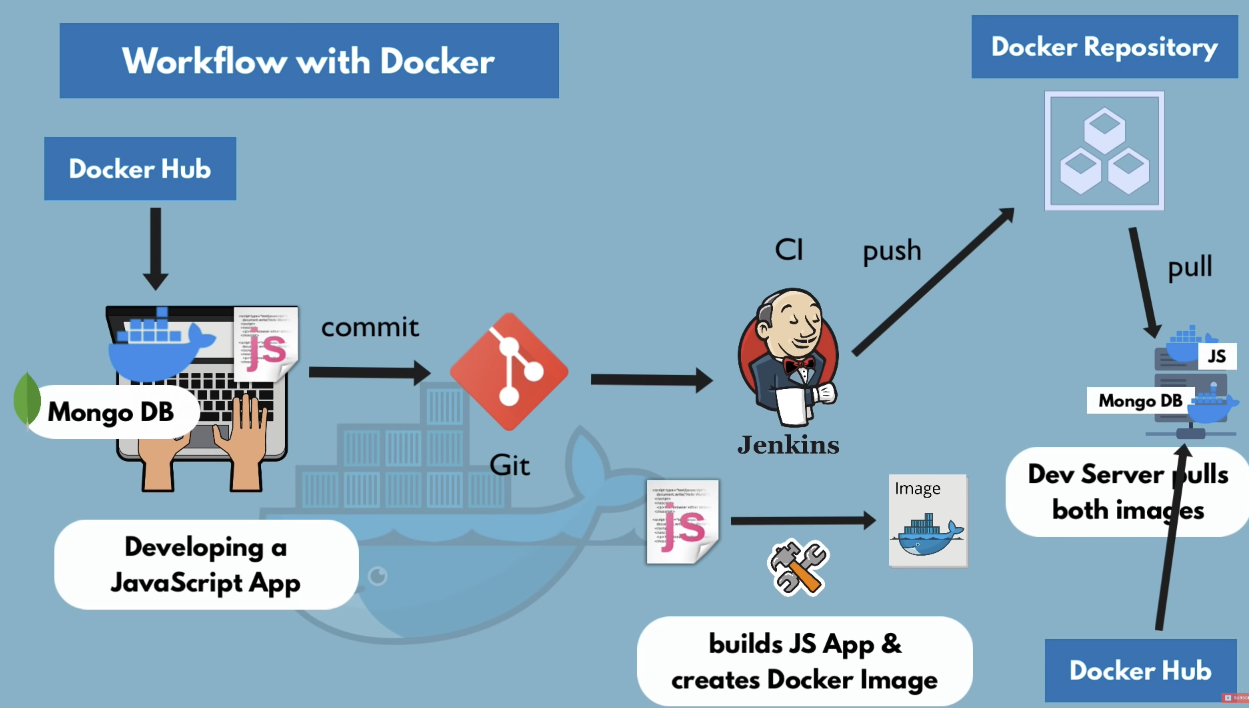 Workflow with Docker
Docker Repository
Docker Hub
CI
push
pull
commit
JS
js
Mongo DB
Mongo DB
Jenkins
Git
Dev Server pulls
both images
Image
js
Developing a
JavaScript App
builds JS App &
creates Docker Image
Docker Hub